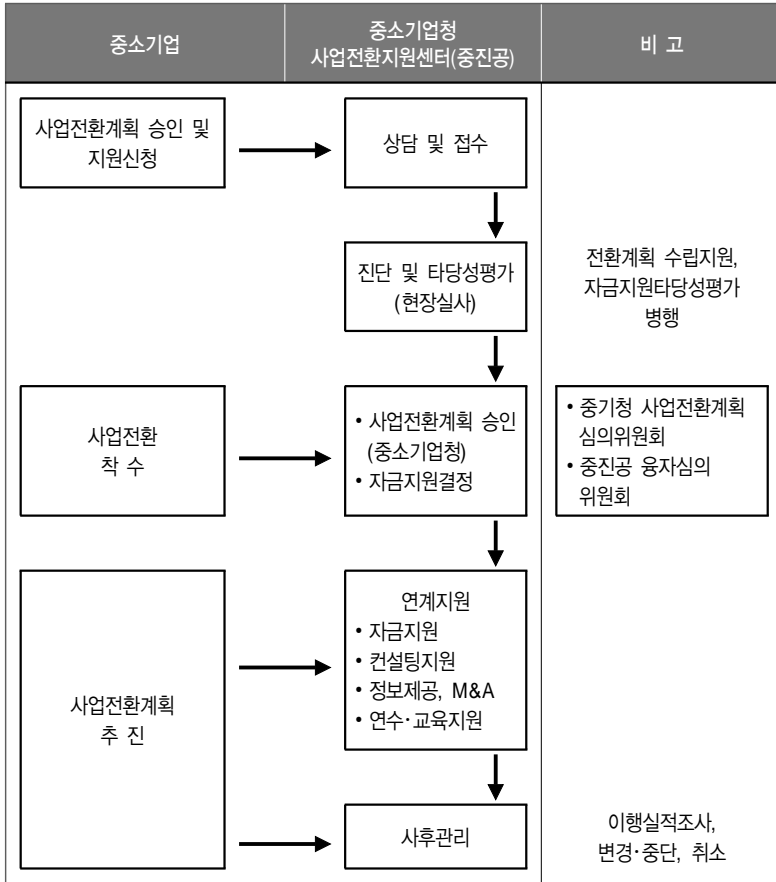 중소기업
중소기업청
사업전환지원센터(중진공)
비 고
사업전환계획 승인 및
지원신청
상담 및 접수
진단 및 타당성평가
(현장실사)
전환계획 수립지원,
자금지원타당성평가
병행
사업전환
착 수
• 사업전환계획 승인
(중소기업청)
• 자금지원결정
• 중기청 사업전환계획
심의위원회
• 중진공 융자심의
위원회
사업전환계획
추 진
연계지원
• 자금지원
• 컨설팅지원
• 정보제공, M&A
• 연수·교육지원
사후관리
이행실적조사,
변경·중단, 취소